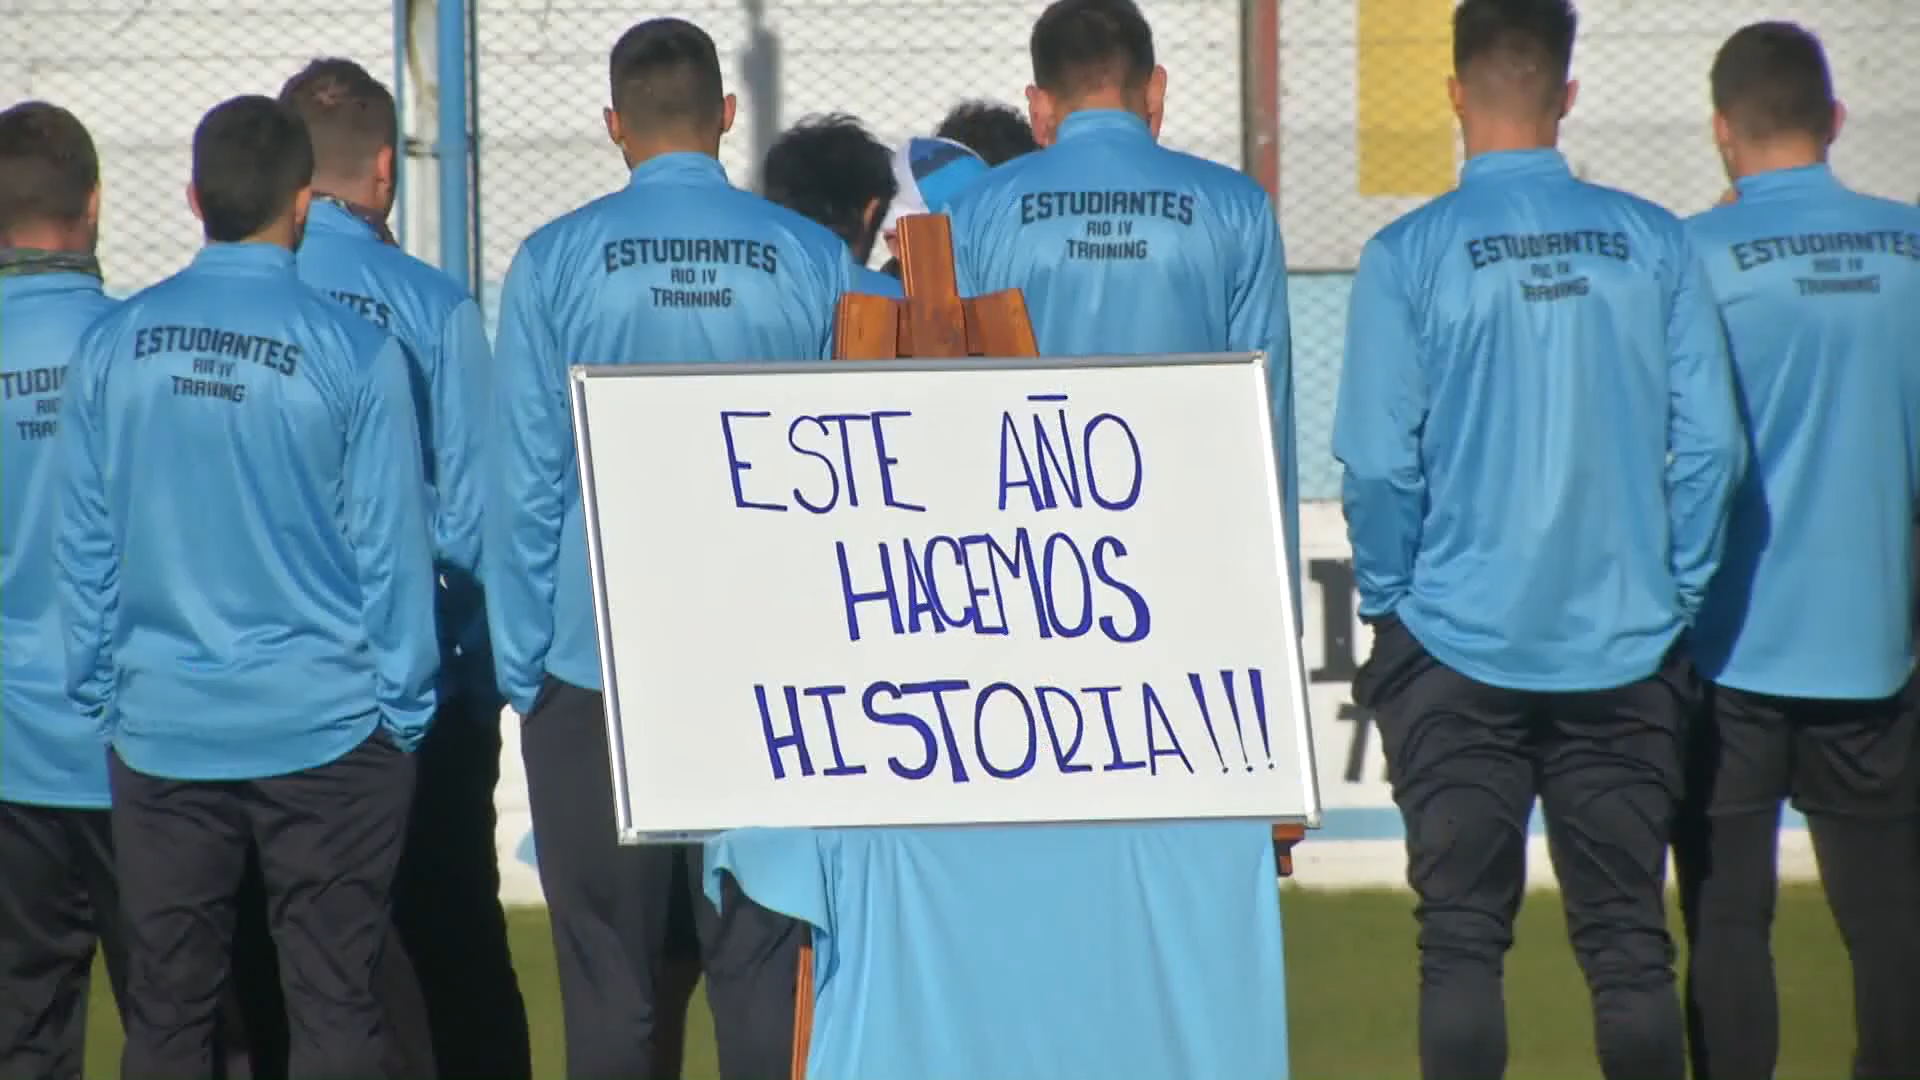 ESTUDIANTES
RIO IV
TRAINING
ESTUDIANTES
RIO IV
TRAINING
ESTUDIANTES
RIO IV
TRAINING
ESTUDIANTES
RIO IV
TRAINING
ESTUDIANTES
RIO IV
TRAINING
ESTE AÑO
HACEMOS
HISTORIA!!!